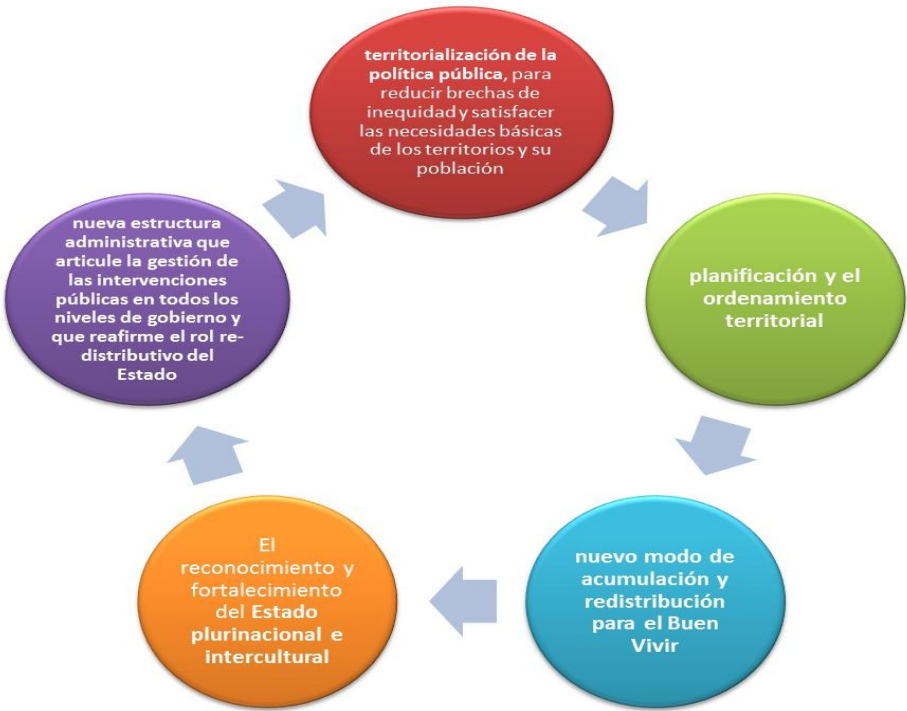 territorialización de la
política pública, para
reducir brechas de
inequidad y satisfacer
las necesidades básicas
de los territorios y su
población
planificación y el
ordenamiento
territorial
nuevo modo de
acumulación y
redistribución
para el Buen
Vivir
El
reconocimiento y
fortalecimiento
del Estado
plurinacional e
intercultural
nueva estructura
administrativa que
articule la gestión de
las intervenciones
públicas en todos los
niveles de gobierno y
que reafirme el rol re-
distributivo del
Estado